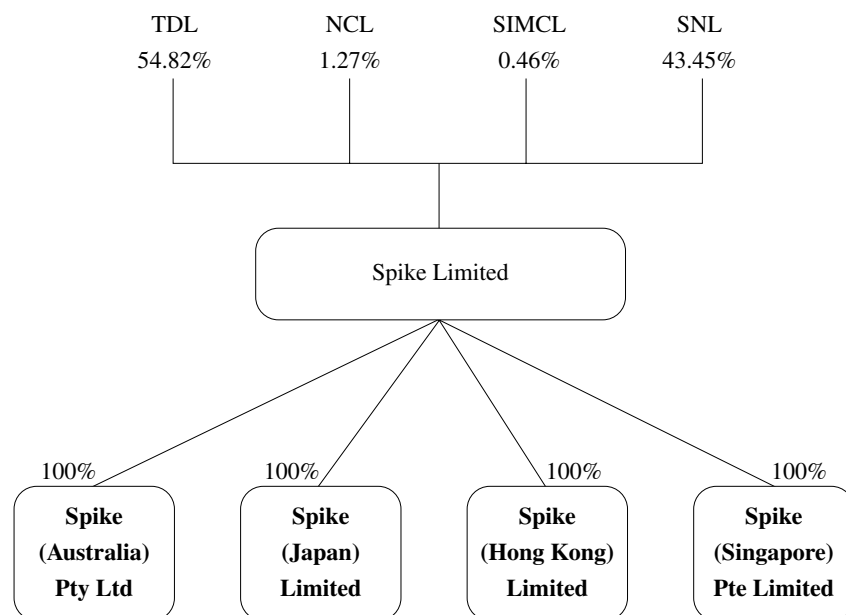 TDL NCL SIMCL SNL
54.82% 1.27% 0.46% 43.45%
Spike Limited
100% 100% 100% 100%
Spike
(Australia)
Pty Ltd
Spike
(Japan)
Limited
Spike
(Hong Kong)
Limited
Spike
(Singapore)
Pte Limited